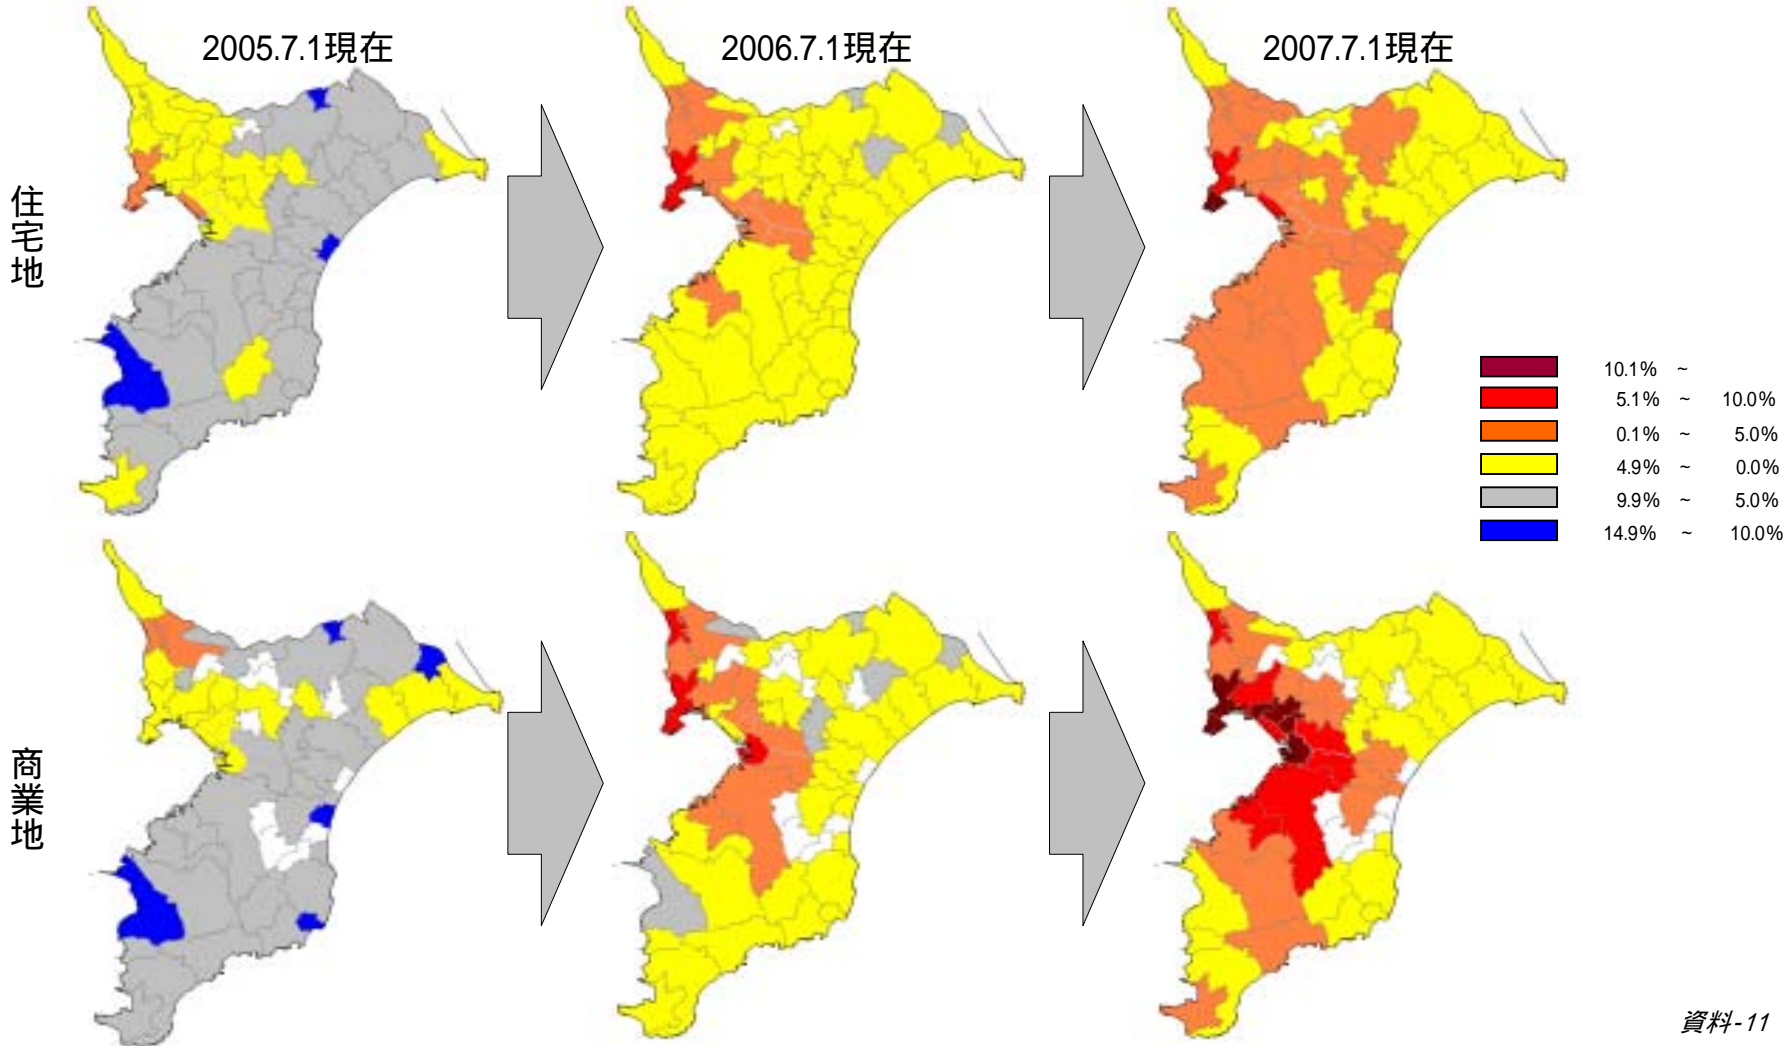 2005.7.1現在
2006.7.1現在
2007.7.1現在
住宅地
10.1% ~
5.1% ~ 10.0%
0.1% ~ 5.0%
4.9% ~ 0.0%
9.9% ~ 5.0%
14.9% ~ 10.0%
商業地
資料-11